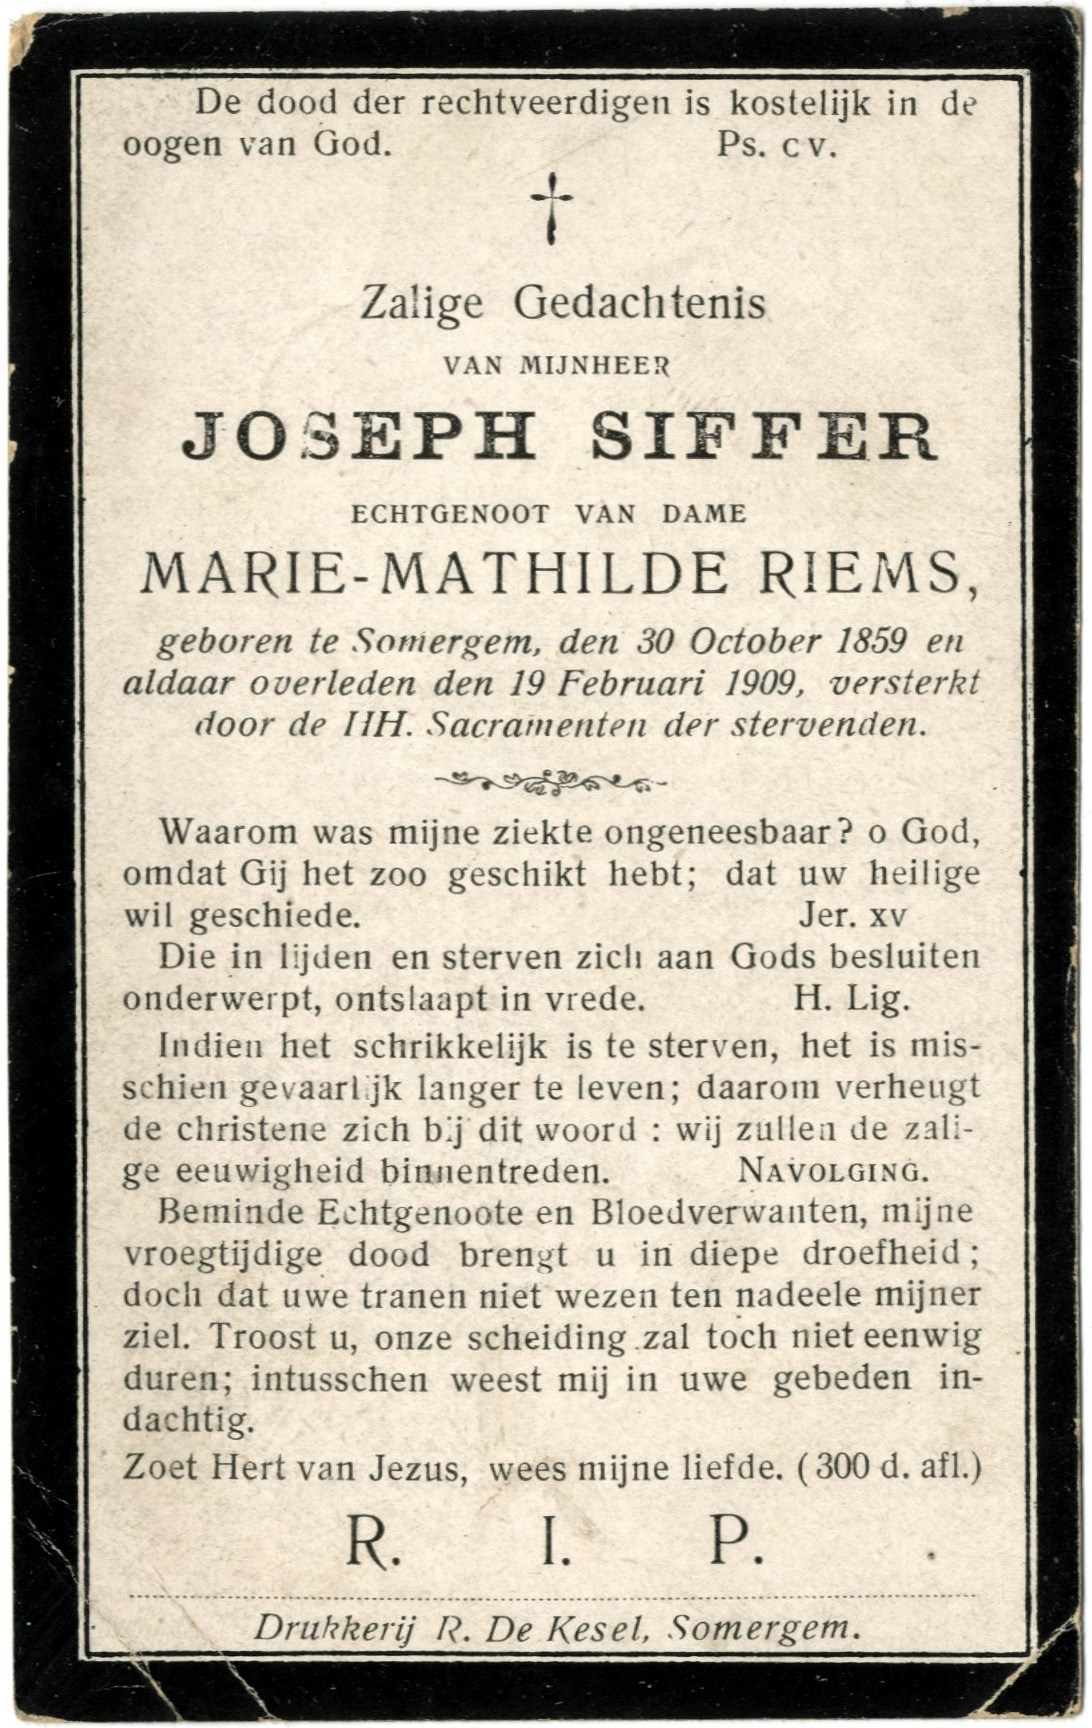 De dood der rechtveerdigen is kostelijk in de
oogen van God. Ps. CV.
Zalige Gedachtenis
VAN MIJNHEER
JOSEPH SIFFER
ECHTGENOOT VAN DAME
MARIE-MATHILDE RIEMS,
geboren te Somergem, den 30 October 1859 en
aldaar overleden den 19 Februari 1909, versterkt
door de HH. Sacramenten der stervenden.
Waarom was mijne ziekte ongeneesbaar? o God,
omdat Gij het zoo geschikt hebt; dat uw heilige
wil geschiede. Jer. XV
Die in lijden en sterven zich aan Gods besluiten
onderwerpt, ontslaapt in vrede. H. Lig.
Indien het schrikkelijk is te sterven, het is mis-
schien gevaarlijk langer te leven; daarom verheugt
de christene zich bij dit woord : wij zullen de zali-
ge eeuwigheid binnentreden. NAVOLGING.
Beminde Echtgenoote en Bloedverwanten, mijne
vroegtijdige dood brengt u in diepe droefheid ;
doch dat uwe tranen niet wezen ten nadeele mijner
ziel. Troost u, onze scheiding zal toch niet eenwig
duren; intusschen weest mij in uwe gebeden in-
dachtig.
Zoet Hert van Jezus, wees mijne liefde. (300 d. afl.)
R. I. P.
Drukkerij R. De Kesel, Somergem.